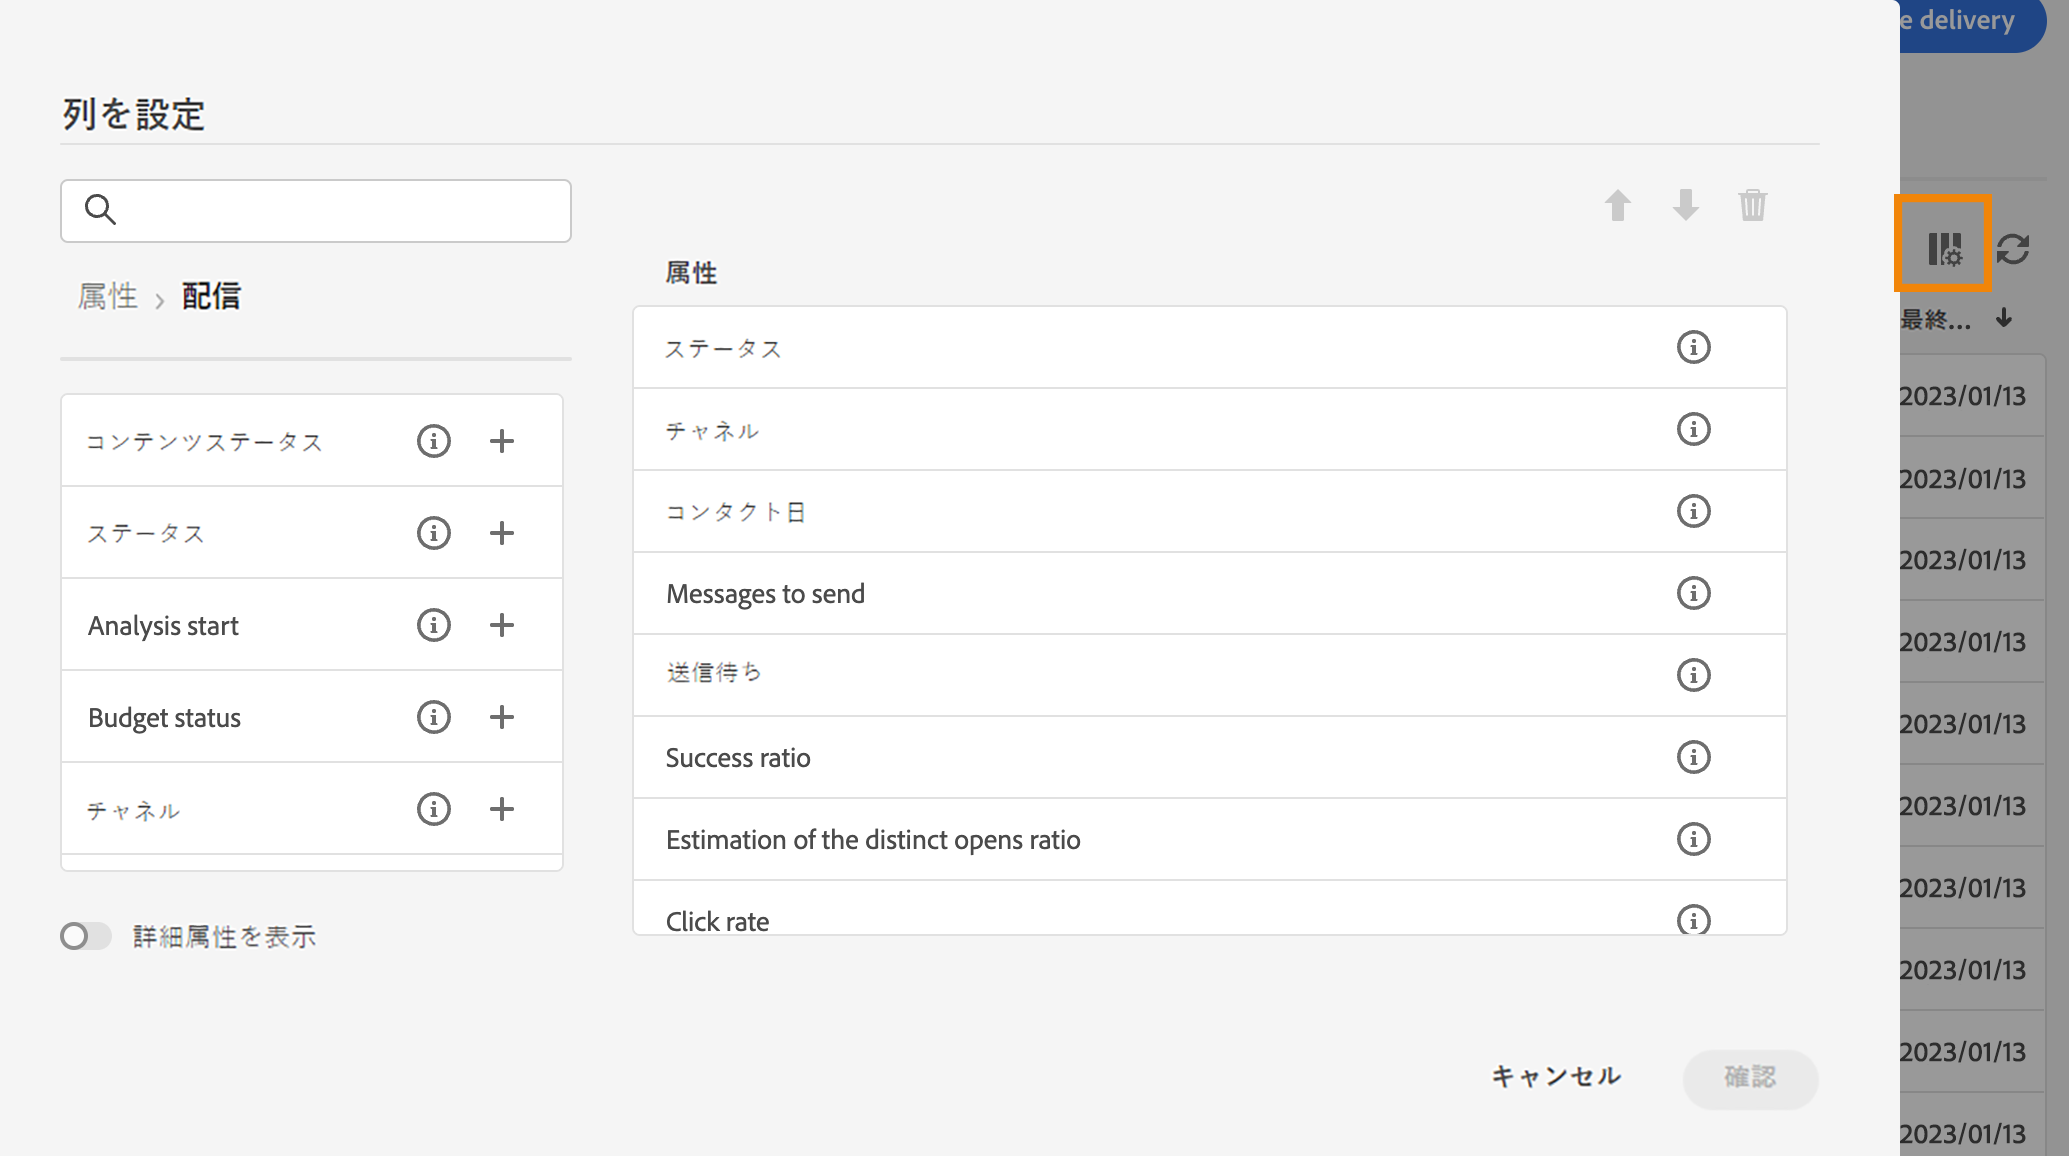 列を設定
属性 › 配信
コンテンツステータス
ステータス
Analysis start
Budget status
チャネル
詳細属性を表示
属性
ステータス
チャネル
コンタクト日
Messages to send
送信待ち
Success ratio
Estimation of the distinct opens ratio
Click rate
キャンセル
確認
e delivery
最終...
2023/01/13
2023/01/13
2023/01/13
2023/01/13
2023/01/13
2023/01/13
2023/01/13
2023/01/13
2023/01/13
2023/01/13